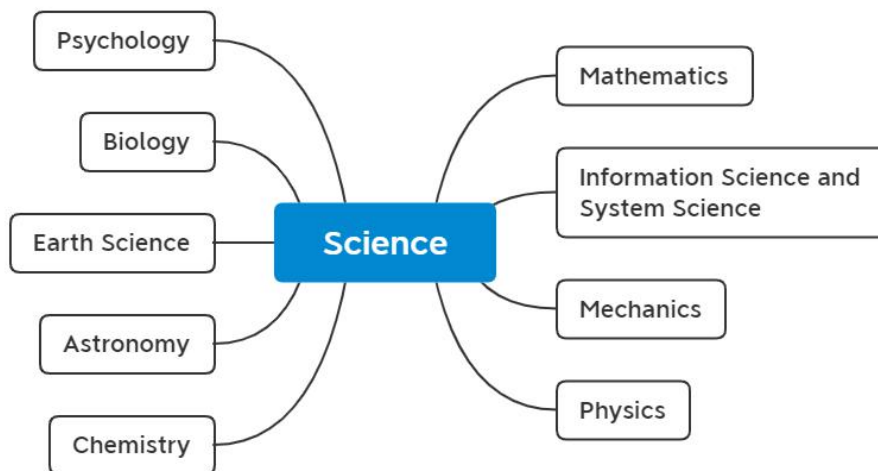 Psychology
Biology
Earth Science
Astronomy
Chemistry
Science
Mathematics
Information Science and
System Science
Mechanics
Physics